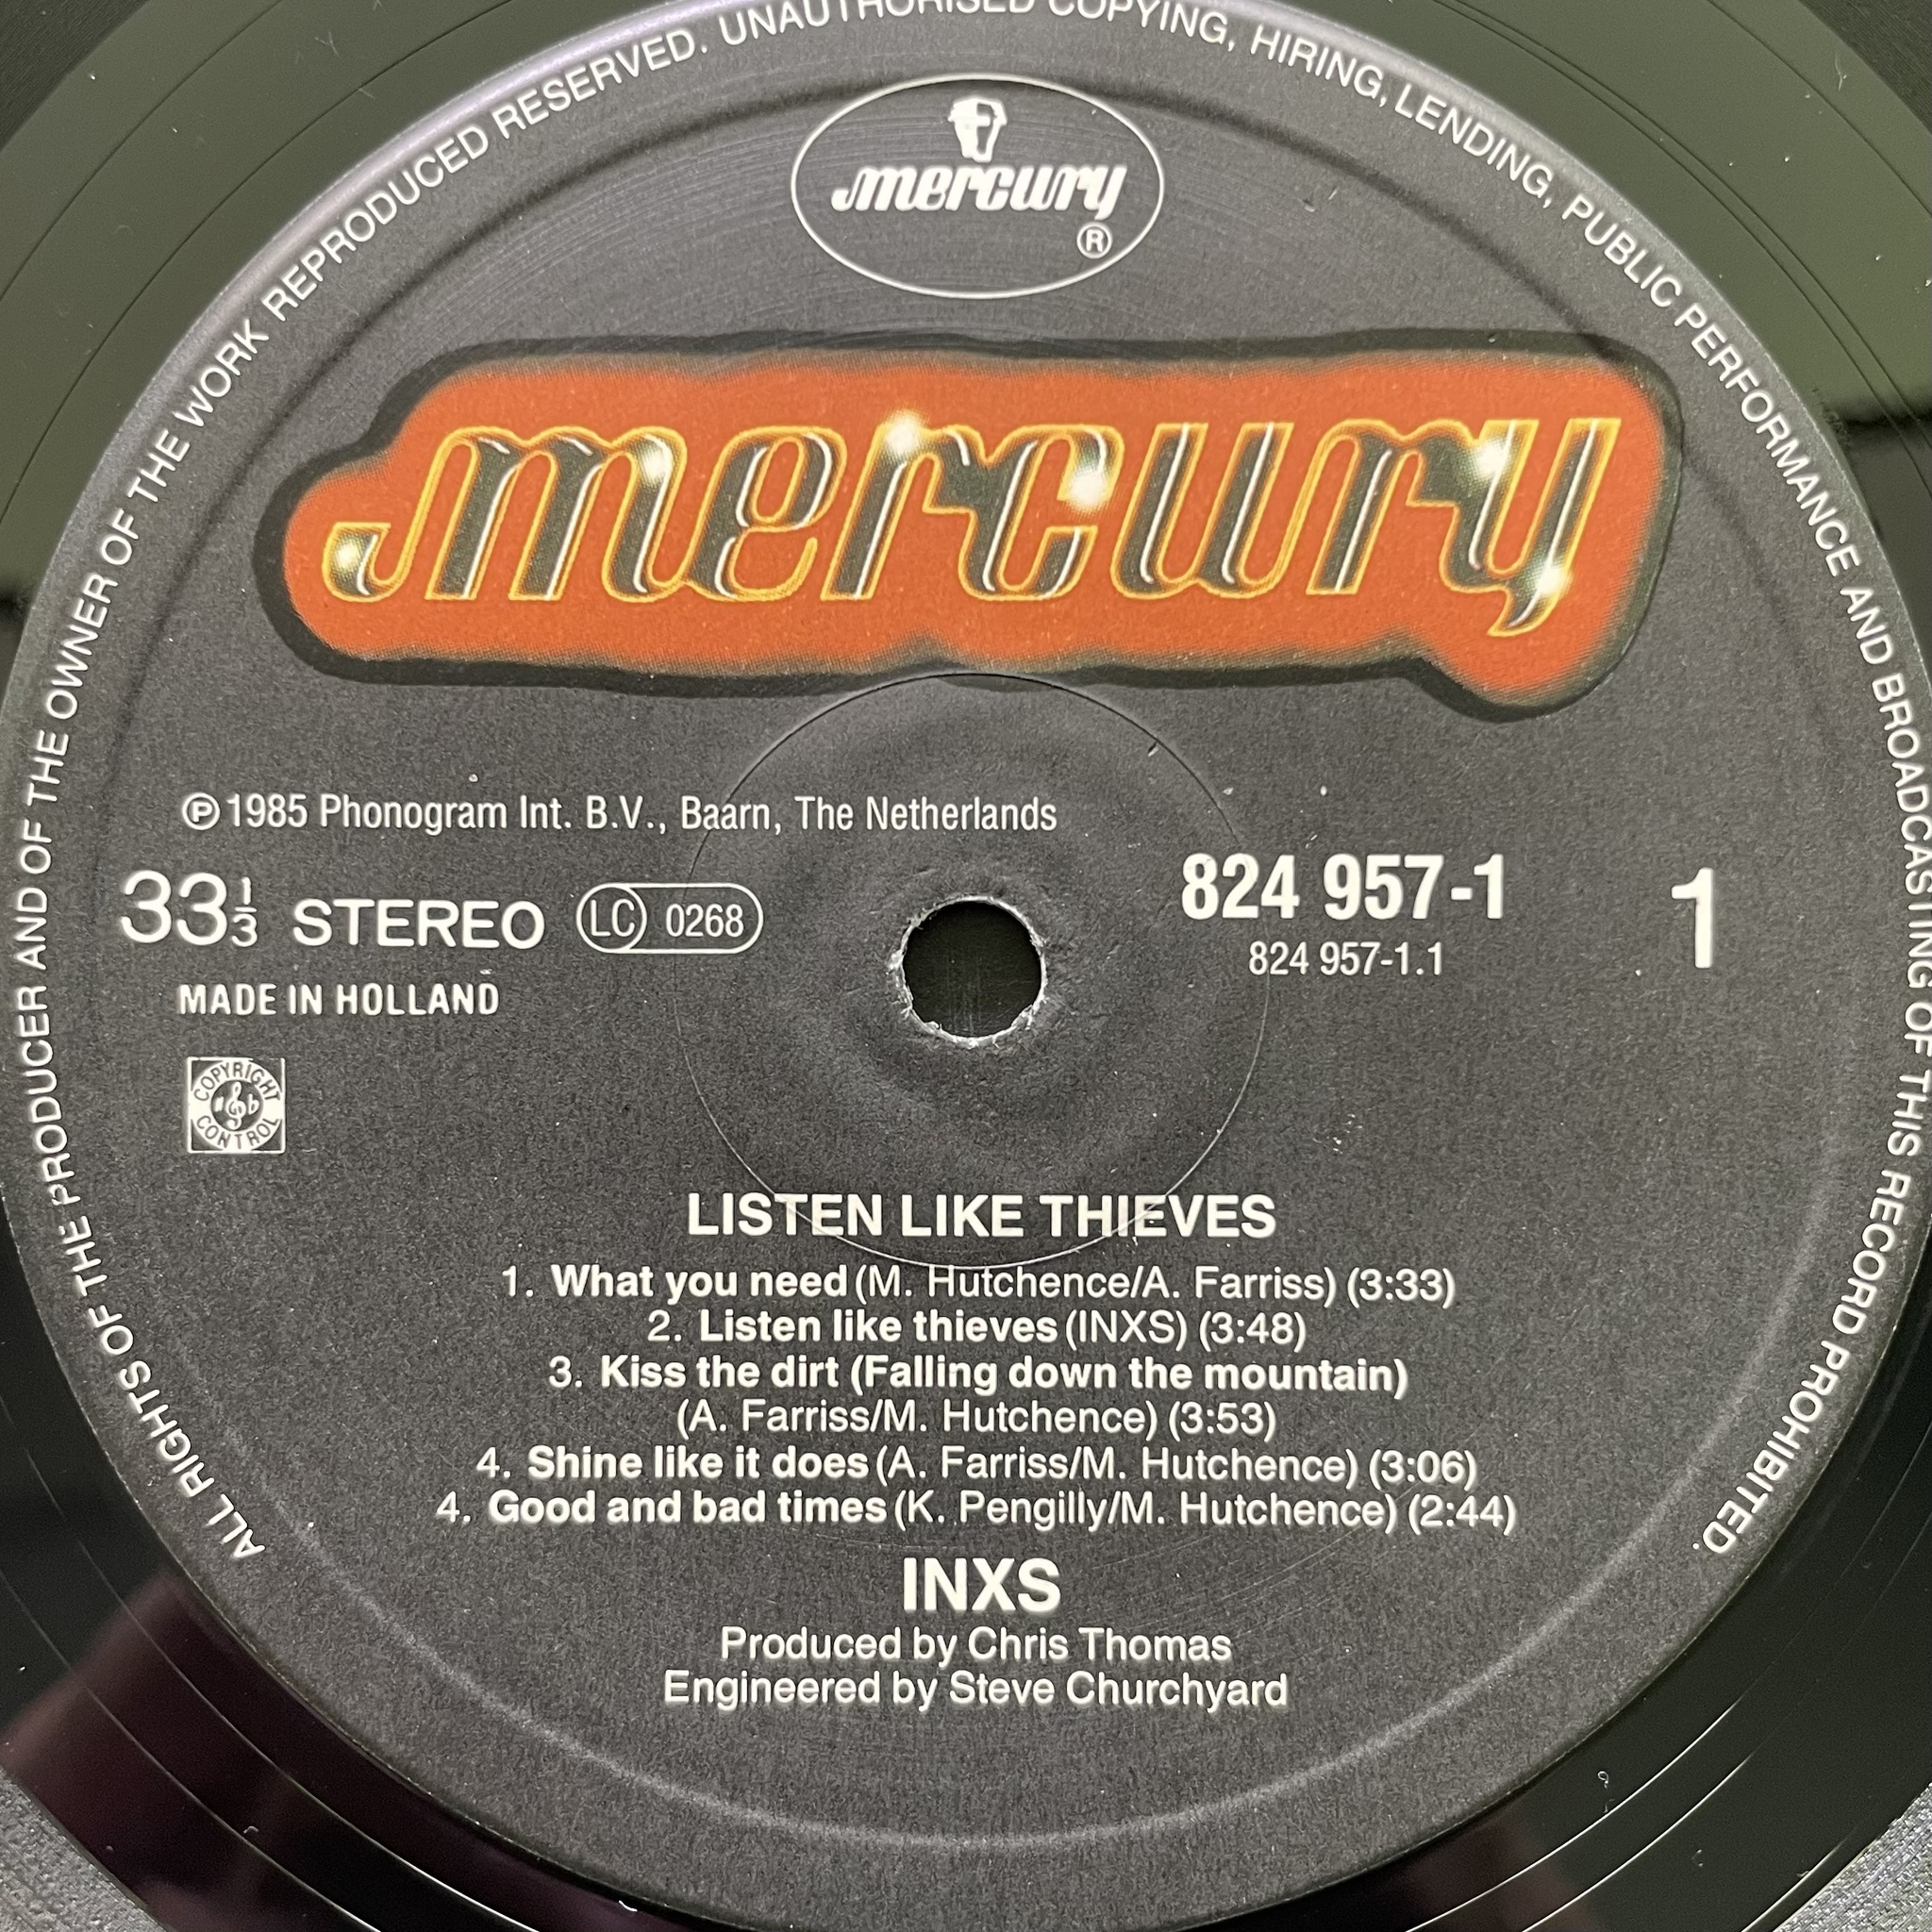 ALL RIGHTS OF THE PRODUCER AND OF THE OWNER OF THE WORK REPRODUCED RESERVED. UNAUTHORISED COPYING, HIRING, LENDING, PUBLIC PERFORMANCE AND BROADCASTING OF THIS RECORD PROHIBITED.
mercury
®
mercury
℗ 1985 Phonogram Int. B.V., Baarn, The Netherlands
33 1/3 STEREO LC 0268
824 957-1
1
824 957-1.1
MADE IN HOLLAND
COPYRIGHT
CONTROL
LISTEN LIKE THIEVES
1. What you need (M. Hutchence/A. Farriss) (3:33)
2. Listen like thieves (INXS) (3:48)
3. Kiss the dirt (Falling down the mountain)
(A. Farriss/M. Hutchence) (3:53)
4. Shine like it does (A. Farriss/M. Hutchence) (3:06)
4. Good and bad times (K. Pengilly/M. Hutchence) (2:44)
INXS
Produced by Chris Thomas
Engineered by Steve Churchyard